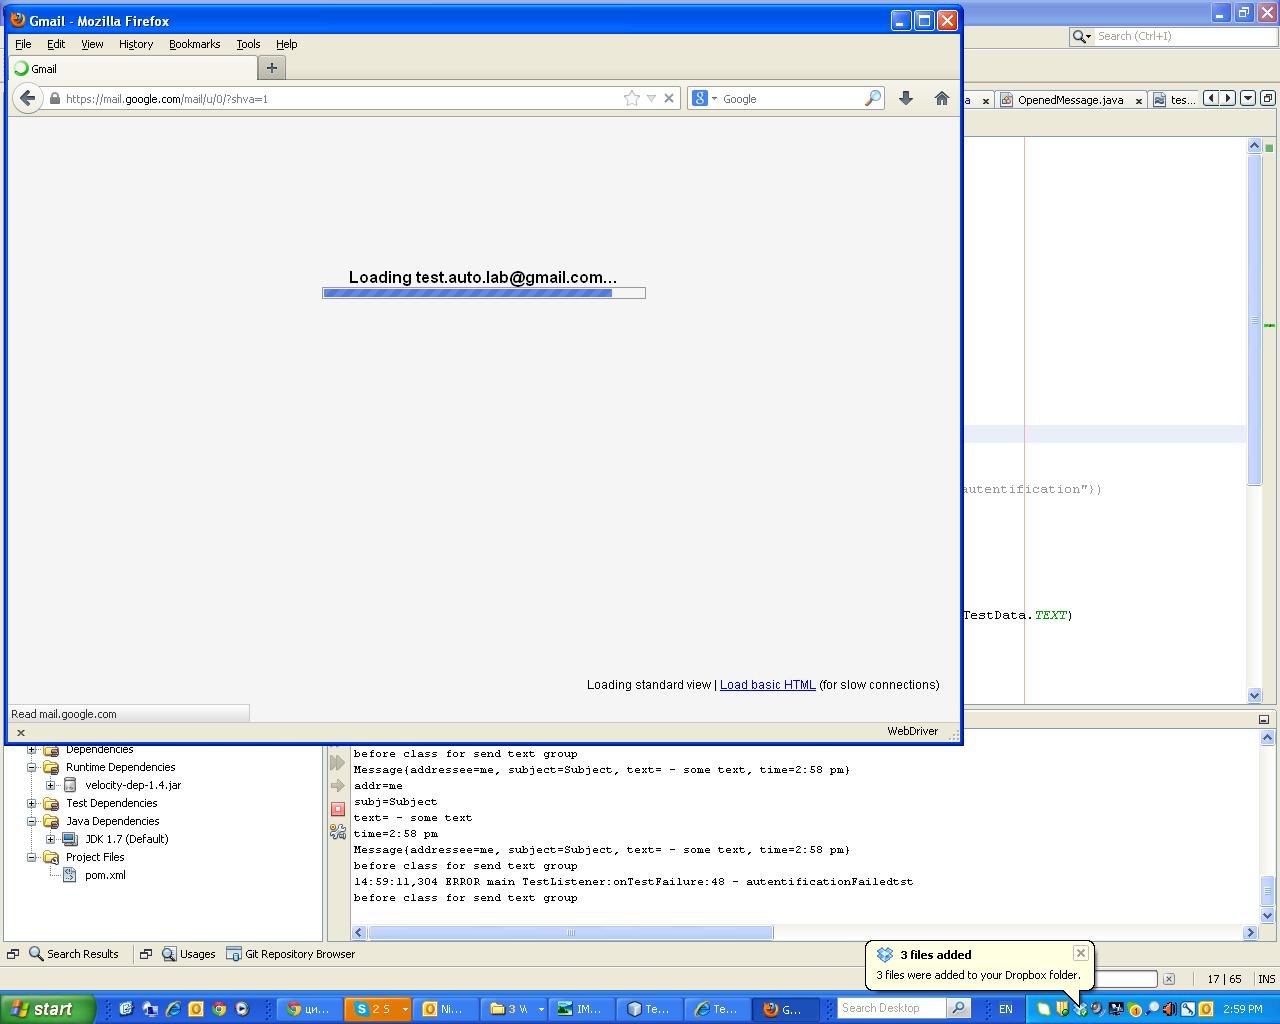 Gmail - Mozilla Firefox
File Edit View History Bookmarks Tools Help
Gmail
https://mail.google.com/mail/u/0/?shva=1
Google
Search (Ctrl+I)
a OpenedMessage.java tes...
Loading test.auto.lab@gmail.com...
autentification"})
TestData.TEXT)
Loading standard view | Load basic HTML (for slow connections)
Read mail.google.com
WebDriver
Dependencies
Runtime Dependencies
velocity-dep-1.4.jar
Test Dependencies
Java Dependencies
JDK 1.7 (Default)
Project Files
pom.xml
before class for send text group
Message{addressee=me, subject=Subject, text= - some text, time=2:58 pm}
addr=me
subj=Subject
text= - some text
time=2:58 pm
Message{addressee=me, subject=Subject, text= - some text, time=2:58 pm}
before class for send text group
14:59:11,304 ERROR main TestListener:onTestFailure:48 - autentificationFailedtst
before class for send text group
Search Results Usages Git Repository Browser
3 files added
3 files were added to your Dropbox folder.
17 | 65 INS
start ци... 2 5 Ni... 3 W IM... Te... Te... G... Search Desktop EN 2:59 PM